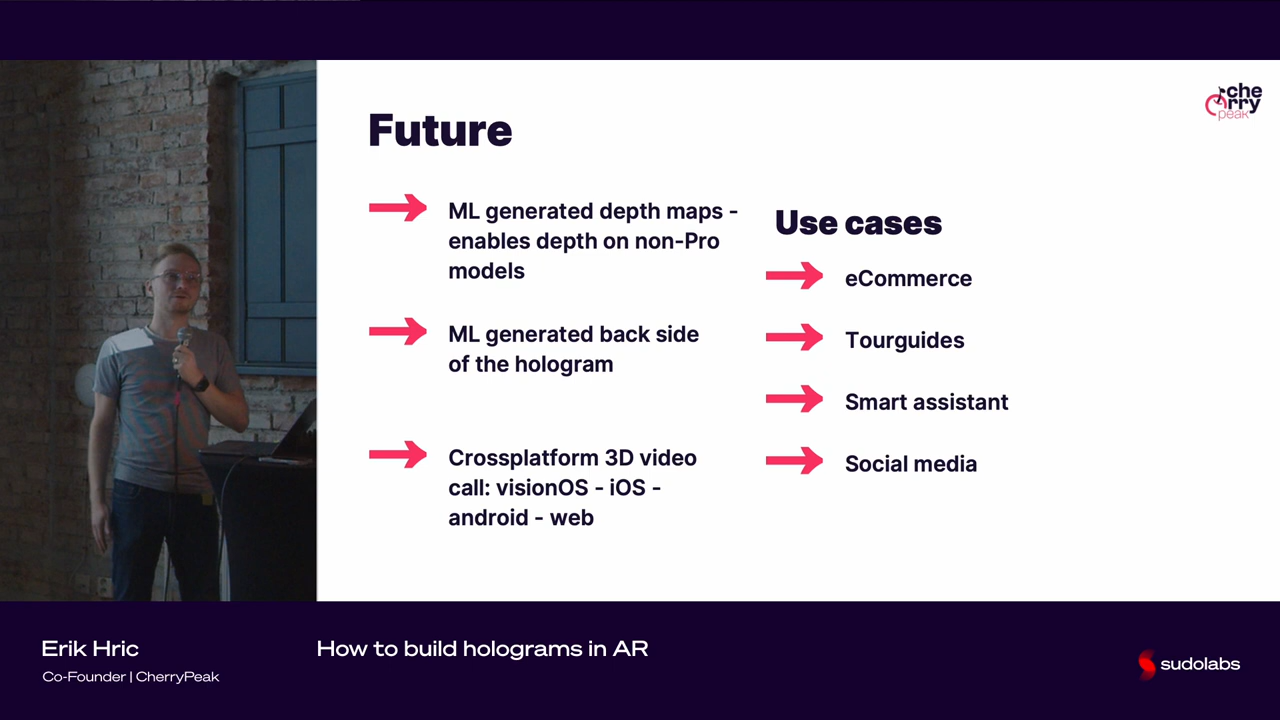 che
rry
peak
Future
ML generated depth maps -
enables depth on non-Pro
models
ML generated back side
of the hologram
Crossplatform 3D video
call: visionOS - iOS -
android - web
Use cases
eCommerce
Tourguides
Smart assistant
Social media
Erik Hric
Co-Founder | CherryPeak
How to build holograms in AR
sudolabs